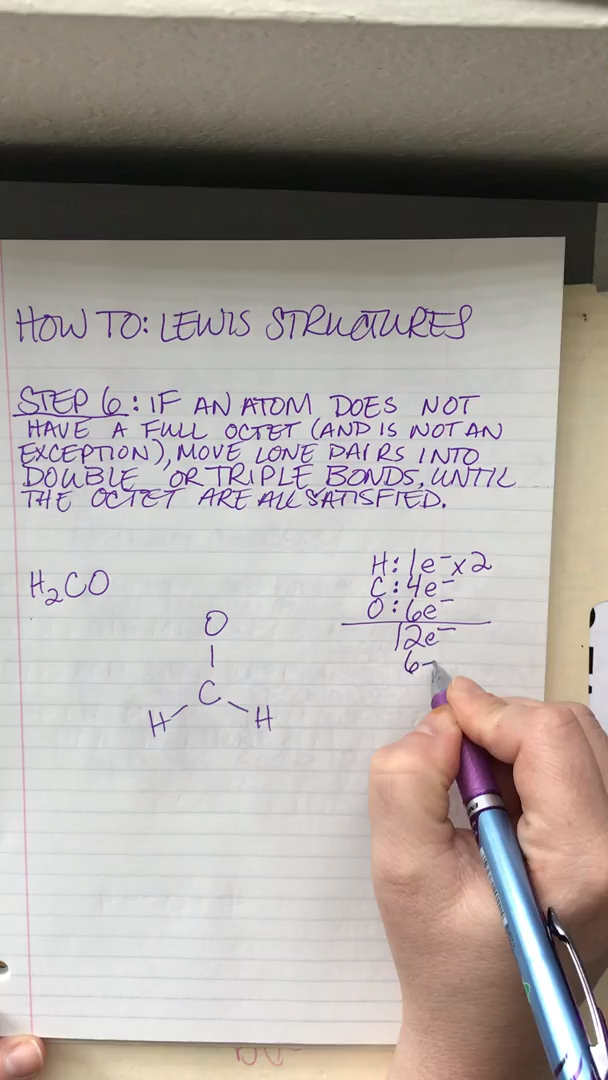 HOW TO: LEWIS STRUCTURES
STEP 6: IF AN ATOM DOES NOT
HAVE A FULL OCTET (AND IS NOT AN
EXCEPTION), MOVE LONE PAIRS INTO
DOUBLE OR TRIPLE BONDS, UNTIL
THE OCTET ARE ALL SATISFIED.
H₂CO
H: 1e⁻ x2
C: 4e⁻
O: 6e⁻
12e⁻
6-
O
C
H H